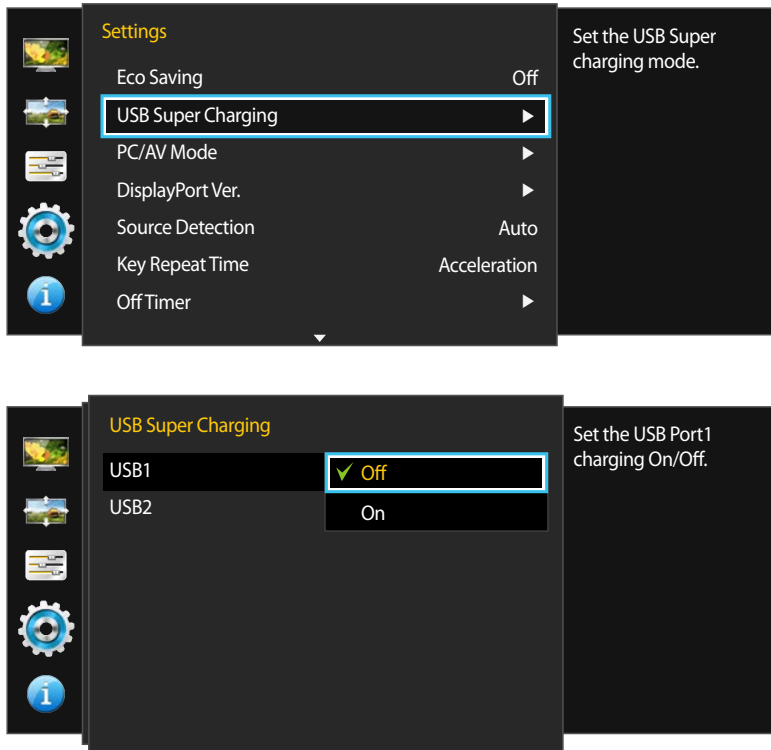 Settings
Eco Saving Off
USB Super Charging
PC/AV Mode
DisplayPort Ver.
Source Detection Auto
Key Repeat Time Acceleration
Off Timer
Set the USB Super
charging mode.
i
USB Super Charging
USB1 Off
USB2 On
Set the USB Port1
charging On/Off.
i